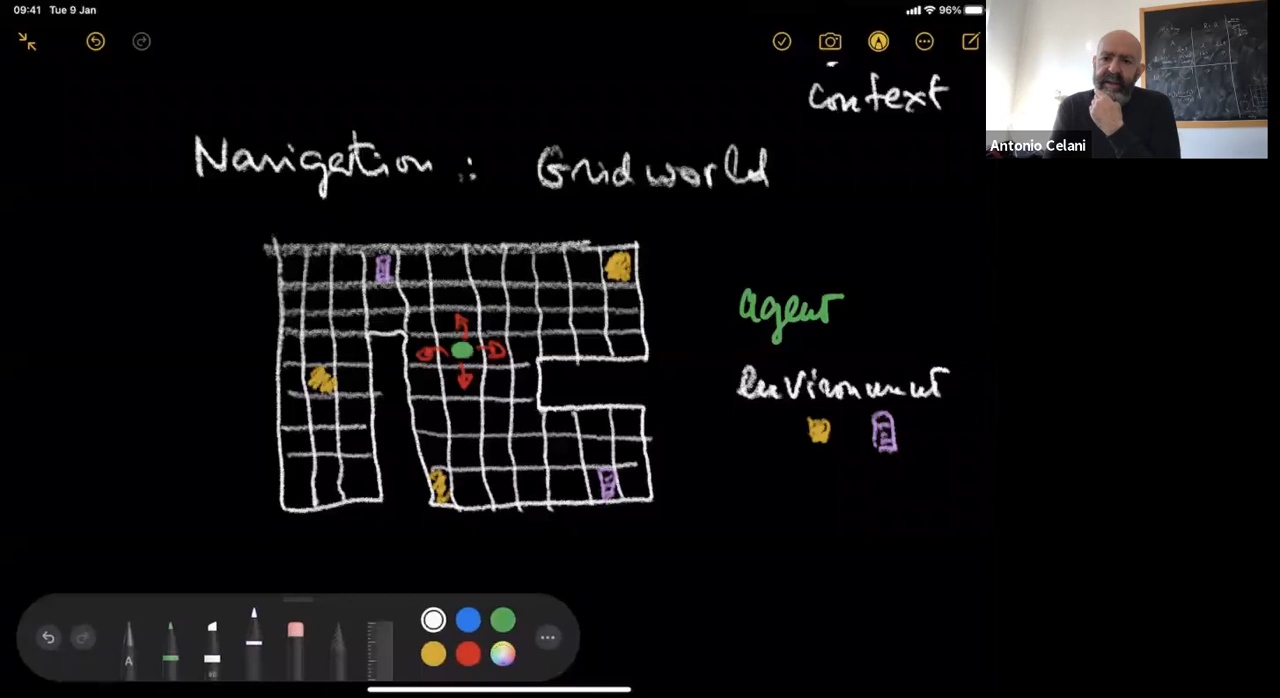 09:41 Tue 9 Jan
96%
context
Antonio Celani
Navigation : Gridworld
agent
environment
A